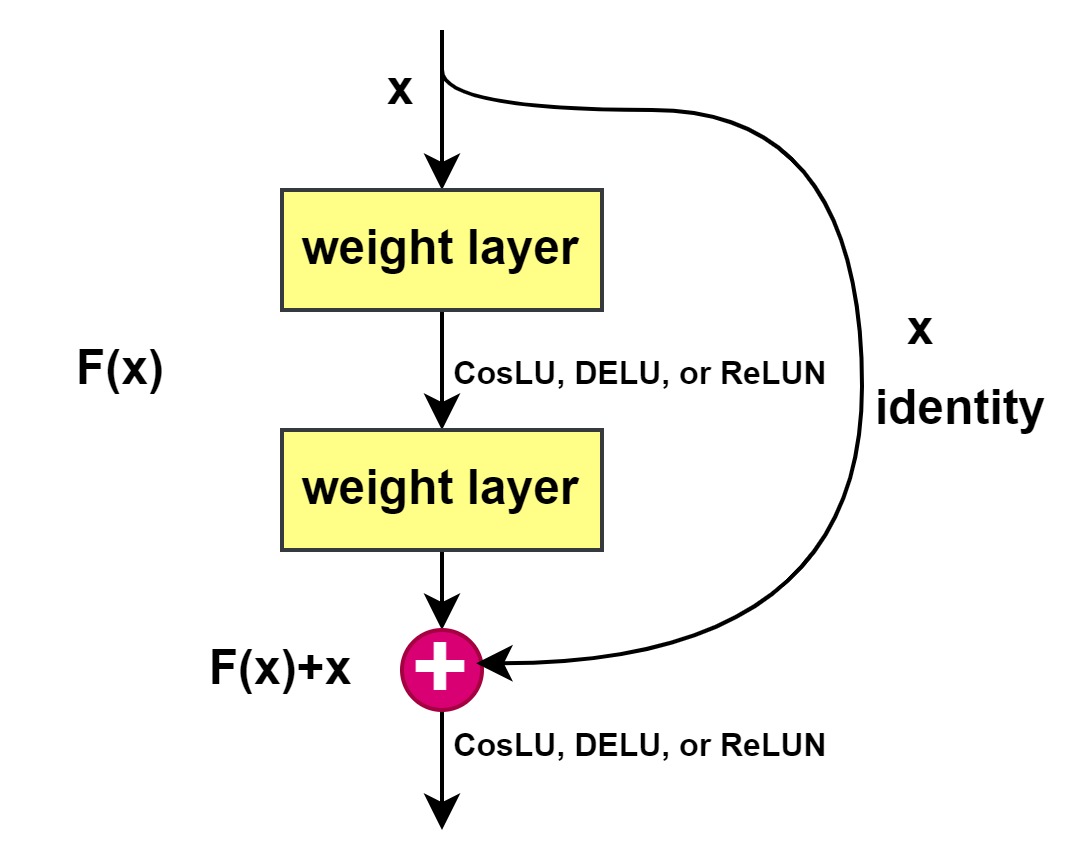 x
weight layer
CosLU, DELU, or ReLUN
F(x)
x
identity
weight layer
F(x)+x
CosLU, DELU, or ReLUN